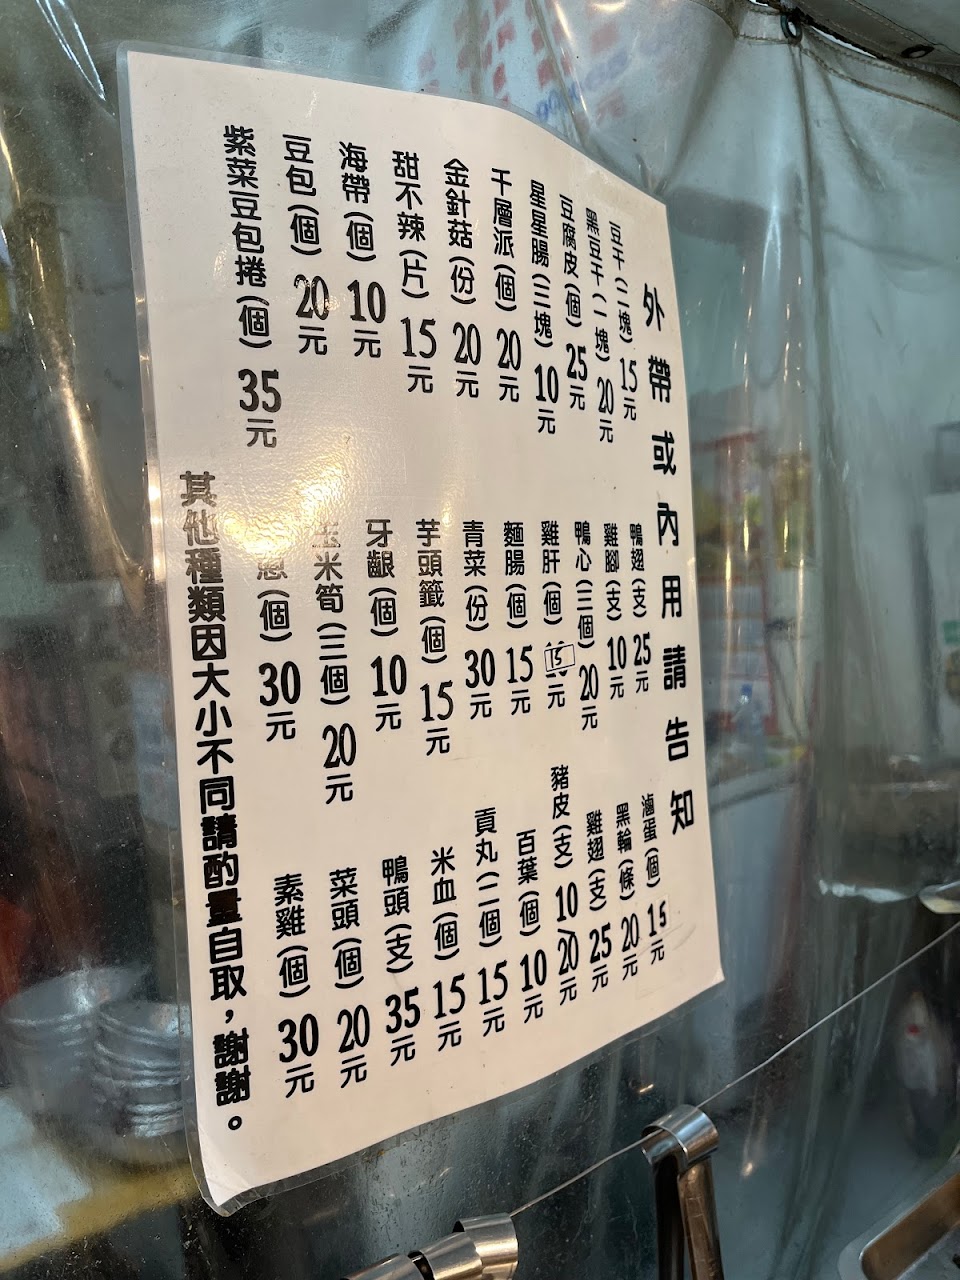 外帶或內用請告知
豆干(二塊)15元
黑豆干(一塊)20元
豆腐皮(個)25元
星星腸(三塊)10元
千層派(個)20元
金針菇(份)20元
甜不辣(片)15元
海帶(個)10元
豆包(個)20元
紫菜豆包捲(個)35元
鴨翅(支)25元
雞腳(支)10元
鴨心(三個)20元
雞肝(個)15元
麵腸(個)15元
青菜(份)30元
芋頭籤(個)15元
牙齦(個)10元
玉米筍(三個)20元
蔥(個)30元
滷蛋(個)15元
黑輪(條)20元
雞翅(支)25元
豬皮(支)10、20元
百葉(個)10元
貢丸(二個)15元
米血(個)15元
鴨頭(支)35元
菜頭(個)20元
素雞(個)30元
其他種類因大小不同請酌量自取，謝謝。